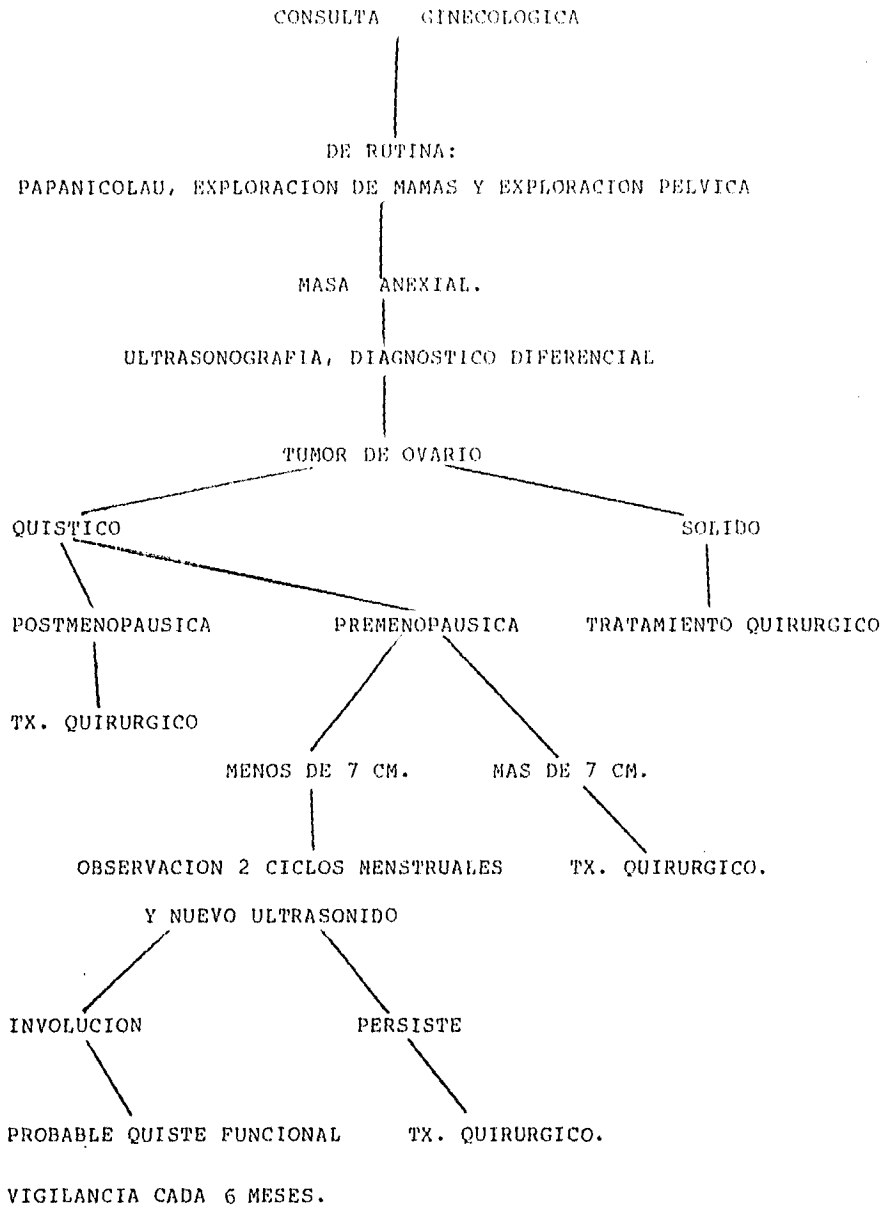 CONSULTA GINECOLOGICA
DE RUTINA:
PAPANICOLAU, EXPLORACION DE MAMAS Y EXPLORACION PELVICA
MASA ANEXIAL.
ULTRASONOGRAFIA, DIAGNOSTICO DIFERENCIAL
TUMOR DE OVARIO
QUISTICO SOLIDO
POSTMENOPAUSICA PREMENOPAUSICA TRATAMIENTO QUIRURGICO
TX. QUIRURGICO
MENOS DE 7 CM. MAS DE 7 CM.
OBSERVACION 2 CICLOS MENSTRUALES TX. QUIRURGICO.
Y NUEVO ULTRASONIDO
INVOLUCION PERSISTE
PROBABLE QUISTE FUNCIONAL TX. QUIRURGICO.
VIGILANCIA CADA 6 MESES.